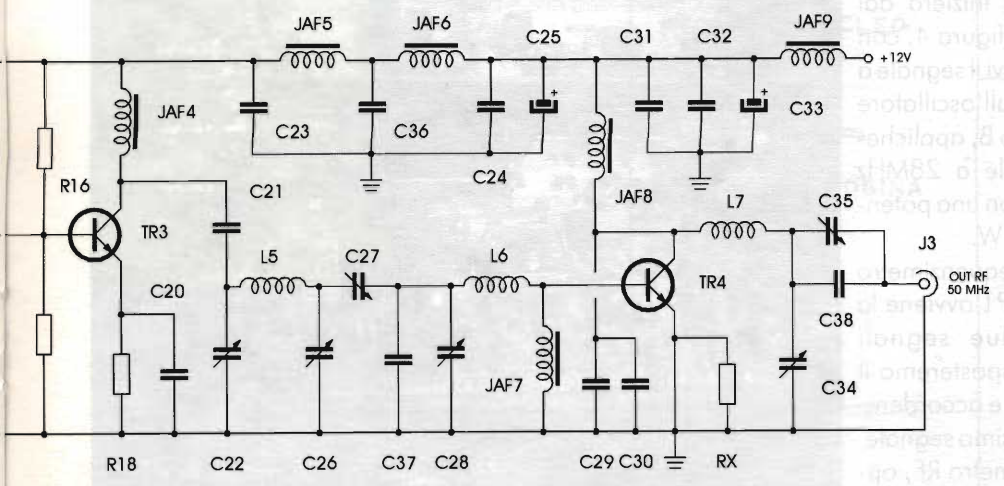 JAF5
JAF6
C25
C31
C32
JAF9
+12V
JAF4
C23
C36
C24
C33
R16
C21
JAF8
TR3
L7
C35
J3
L5
C27
L6
TR4
OUT RF
50 MHz
C20
C38
JAF7
C34
R18
C22
C26
C37
C28
C29
C30
RX
+
+